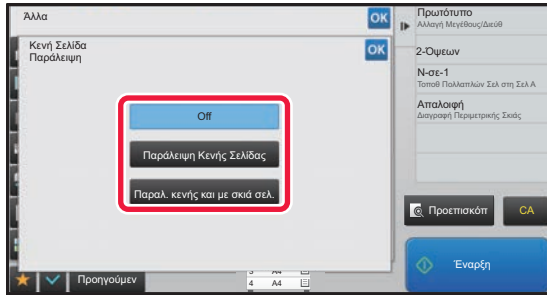 Άλλα
OK
Κενή Σελίδα
Παράλειψη
OK
Off
Παράλειψη Κενής Σελίδας
Παραλ. κενής και με σκιά σελ.
Προηγούμεν
3 A4
4 A4
Πρωτότυπο
Αλλαγή Μεγέθους/Διεύθ
2-Όψεων
N-σε-1
Τοποθ Πολλαπλών Σελ στη Σελ Α
Απαλοιφή
Διαγραφή Περιμετρικής Σκιάς
Προεπισκόπ
CA
Έναρξη